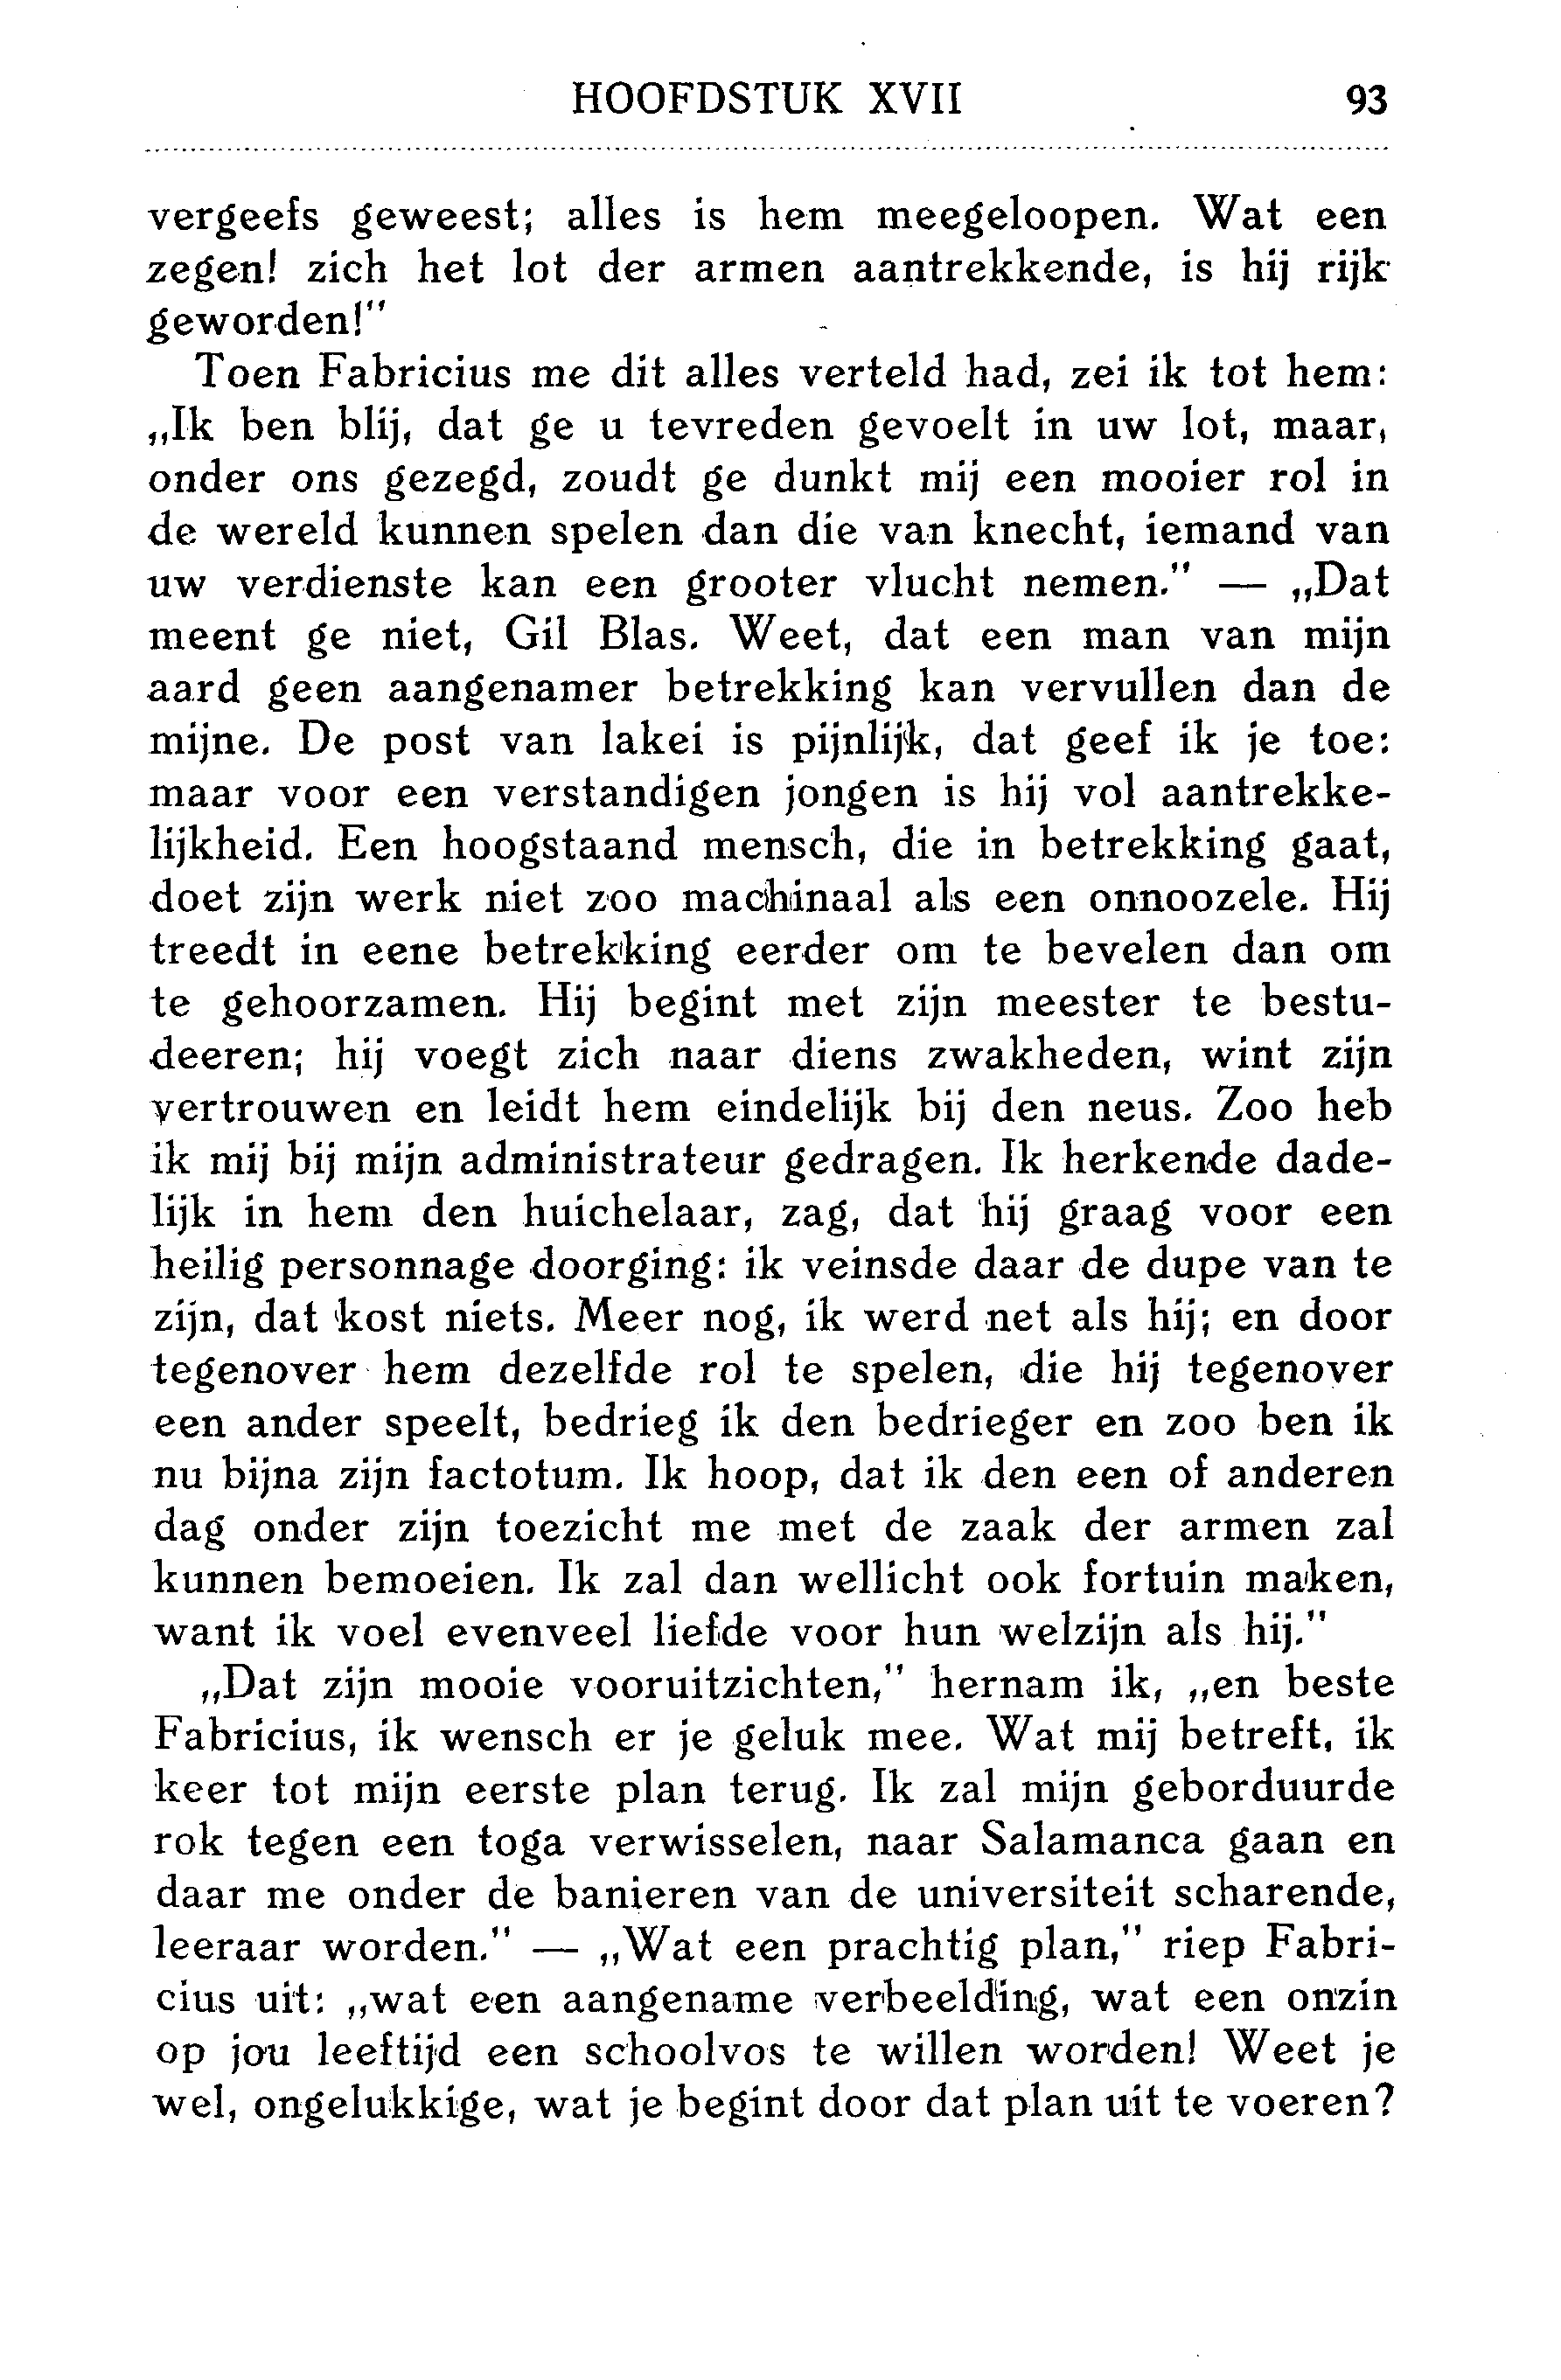 HOOFDSTUK XVII 93
vergeefs geweest; alles is hem meegeloopen. Wat een
zegen! zich het lot der armen aantrekkende, is hij rijk
geworden!"
Toen Fabricius me dit alles verteld had, zei ik tot hem:
„Ik ben blij, dat ge u tevreden gevoelt in uw lot, maar,
onder ons gezegd, zoudt ge dunkt mij een mooier rol in
de wereld kunnen spelen dan die van knecht, iemand van
uw verdienste kan een grooter vlucht nemen." — „Dat
meent ge niet, Gil Blas. Weet, dat een man van mijn
aard geen aangenamer betrekking kan vervullen dan de
mijne. De post van lakei is pijnlijk, dat geef ik je toe:
maar voor een verstandigen jongen is hij vol aantrekke-
lijkheid. Een hoogstaand mensch, die in betrekking gaat,
doet zijn werk niet zoo machinaal als een onnoozele. Hij
treedt in eene betrekking eerder om te bevelen dan om
te gehoorzamen. Hij begint met zijn meester te bestu-
deeren; hij voegt zich naar diens zwakheden, wint zijn
vertrouwen en leidt hem eindelijk bij den neus. Zoo heb
ik mij bij mijn administrateur gedragen. Ik herkende dade-
lijk in hem den huichelaar, zag, dat hij graag voor een
heilig personnage doorging: ik veinsde daar de dupe van te
zijn, dat kost niets. Meer nog, ik werd net als hij; en door
tegenover hem dezelfde rol te spelen, die hij tegenover
een ander speelt, bedrieg ik den bedrieger en zoo ben ik
nu bijna zijn factotum. Ik hoop, dat ik den een of anderen
dag onder zijn toezicht me met de zaak der armen zal
kunnen bemoeien. Ik zal dan wellicht ook fortuin maken,
want ik voel evenveel liefde voor hun welzijn als hij."
„Dat zijn mooie vooruitzichten," hernam ik, „en beste
Fabricius, ik wensch er je geluk mee. Wat mij betreft, ik
keer tot mijn eerste plan terug. Ik zal mijn geborduurde
rok tegen een toga verwisselen, naar Salamanca gaan en
daar me onder de banieren van de universiteit scharende,
leeraar worden." — „Wat een prachtig plan," riep Fabri-
cius uit: „wat een aangename verbeelding, wat een onzin
op jou leeftijd een schoolvos te willen worden! Weet je
wel, ongelukkige, wat je begint door dat plan uit te voeren?